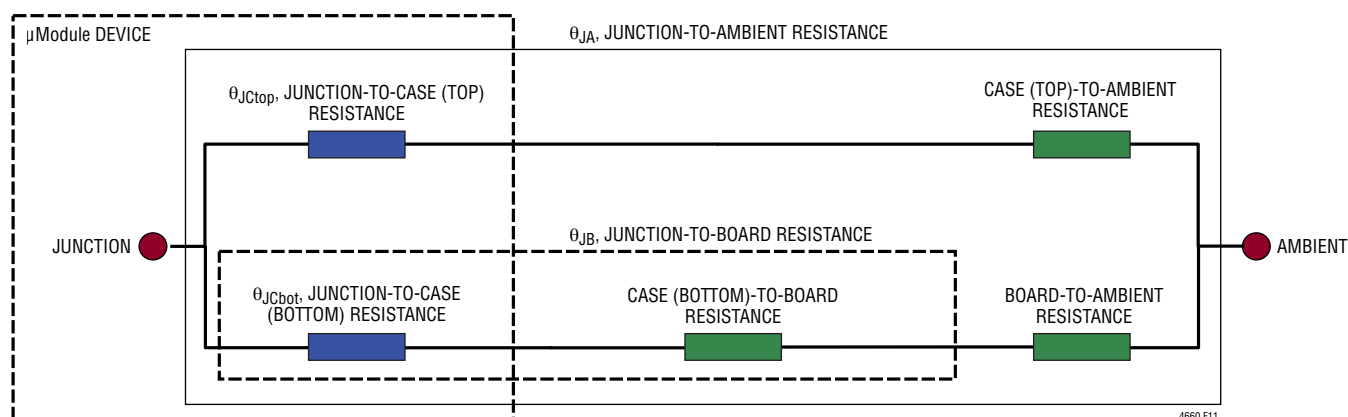 µModule DEVICE
θJA, JUNCTION-TO-AMBIENT RESISTANCE
θJCtop, JUNCTION-TO-CASE (TOP)
RESISTANCE
CASE (TOP)-TO-AMBIENT
RESISTANCE
JUNCTION
θJB, JUNCTION-TO-BOARD RESISTANCE
AMBIENT
θJCbot, JUNCTION-TO-CASE
(BOTTOM) RESISTANCE
CASE (BOTTOM)-TO-BOARD
RESISTANCE
BOARD-TO-AMBIENT
RESISTANCE
4660 F11